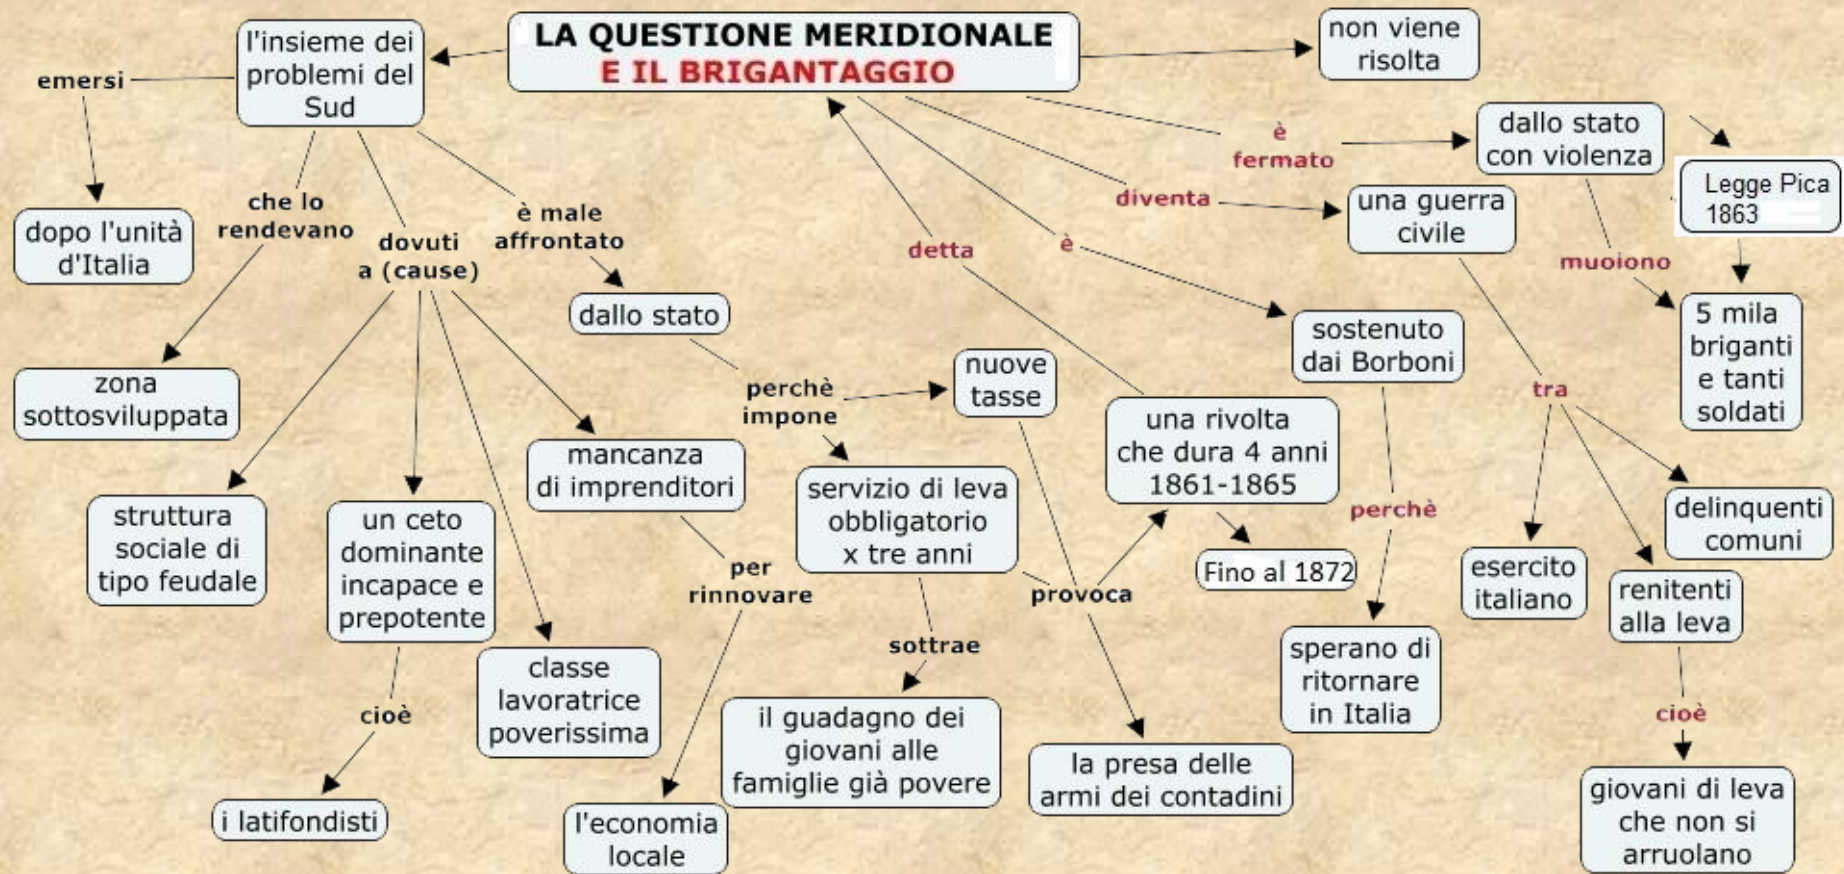 LA QUESTIONE MERIDIONALE
E IL BRIGANTAGGIO
l'insieme dei
problemi del
Sud
non viene
risolta
emersi
dopo l'unità
d'Italia
che lo
rendevano
zona
sottosviluppata
dovuti
a (cause)
struttura
sociale di
tipo feudale
un ceto
dominante
incapace e
prepotente
cioè
i latifondisti
classe
lavoratrice
poverissima
mancanza
di imprenditori
per
rinnovare
l'economia
locale
è male
affrontato
dallo stato
perchè
impone
nuove
tasse
servizio di leva
obbligatorio
x tre anni
sottrae
il guadagno dei
giovani alle
famiglie già povere
provoca
la presa delle
armi dei contadini
una rivolta
che dura 4 anni
1861-1865
Fino al 1872
detta
è
sostenuto
dai Borboni
perchè
sperano di
ritornare
in Italia
diventa
una guerra
civile
tra
esercito
italiano
renitenti
alla leva
cioè
giovani di leva
che non si
arruolano
delinquenti
comuni
è
fermato
dallo stato
con violenza
Legge Pica
1863
muoiono
5 mila
briganti
e tanti
soldati